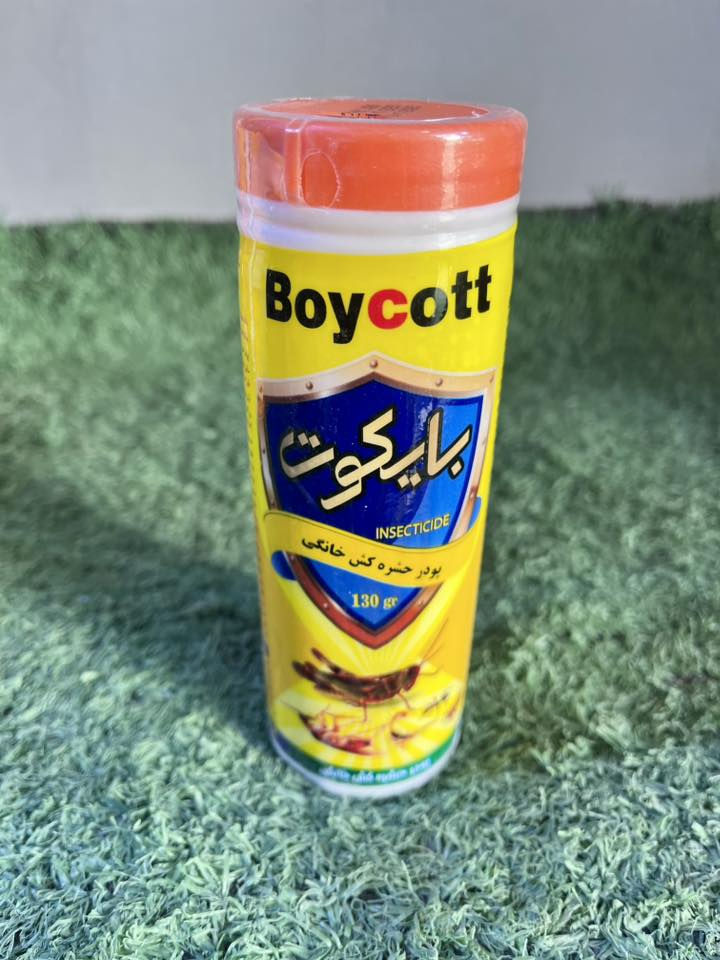 Boycott
بایکوت
INSECTICIDE
پودر حشره کش خانگی
130 gr